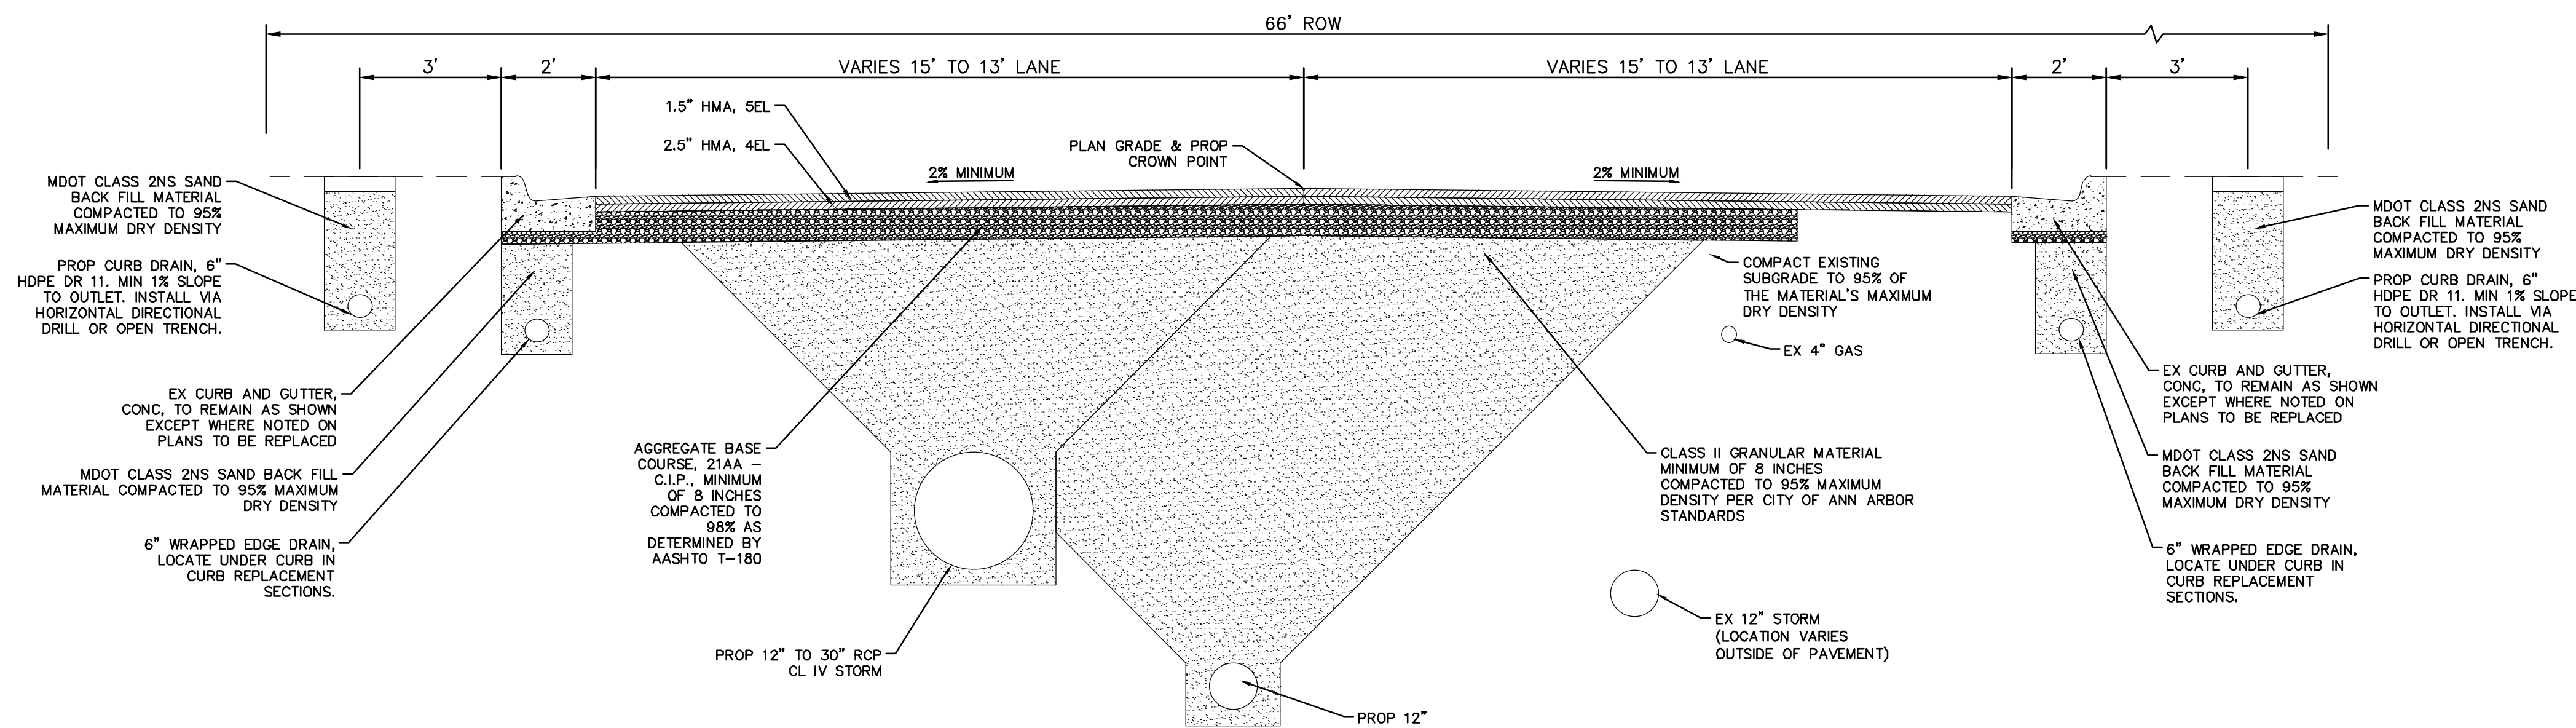 66' ROW
3'
2'
VARIES 15' TO 13' LANE
VARIES 15' TO 13' LANE
2'
3'
1.5" HMA, 5EL
2.5" HMA, 4EL
PLAN GRADE & PROP
CROWN POINT
2% MINIMUM
2% MINIMUM
MDOT CLASS 2NS SAND
BACK FILL MATERIAL
COMPACTED TO 95%
MAXIMUM DRY DENSITY
PROP CURB DRAIN, 6"
HDPE DR 11. MIN 1% SLOPE
TO OUTLET. INSTALL VIA
HORIZONTAL DIRECTIONAL
DRILL OR OPEN TRENCH.
EX CURB AND GUTTER,
CONC, TO REMAIN AS SHOWN
EXCEPT WHERE NOTED ON
PLANS TO BE REPLACED
MDOT CLASS 2NS SAND BACK FILL
MATERIAL COMPACTED TO 95% MAXIMUM
DRY DENSITY
6" WRAPPED EDGE DRAIN,
LOCATE UNDER CURB IN
CURB REPLACEMENT
SECTIONS.
AGGREGATE BASE
COURSE, 21AA –
C.I.P., MINIMUM
OF 8 INCHES
COMPACTED TO
98% AS
DETERMINED BY
AASHTO T–180
PROP 12" TO 30" RCP
CL IV STORM
PROP 12"
COMPACT EXISTING
SUBGRADE TO 95% OF
THE MATERIAL'S MAXIMUM
DRY DENSITY
EX 4" GAS
CLASS II GRANULAR MATERIAL
MINIMUM OF 8 INCHES
COMPACTED TO 95% MAXIMUM
DENSITY PER CITY OF ANN ARBOR
STANDARDS
EX 12" STORM
(LOCATION VARIES
OUTSIDE OF PAVEMENT)
MDOT CLASS 2NS SAND
BACK FILL MATERIAL
COMPACTED TO 95%
MAXIMUM DRY DENSITY
PROP CURB DRAIN, 6"
HDPE DR 11. MIN 1% SLOPE
TO OUTLET. INSTALL VIA
HORIZONTAL DIRECTIONAL
DRILL OR OPEN TRENCH.
EX CURB AND GUTTER,
CONC, TO REMAIN AS SHOWN
EXCEPT WHERE NOTED ON
PLANS TO BE REPLACED
MDOT CLASS 2NS SAND
BACK FILL MATERIAL
COMPACTED TO 95%
MAXIMUM DRY DENSITY
6" WRAPPED EDGE DRAIN,
LOCATE UNDER CURB IN
CURB REPLACEMENT
SECTIONS.